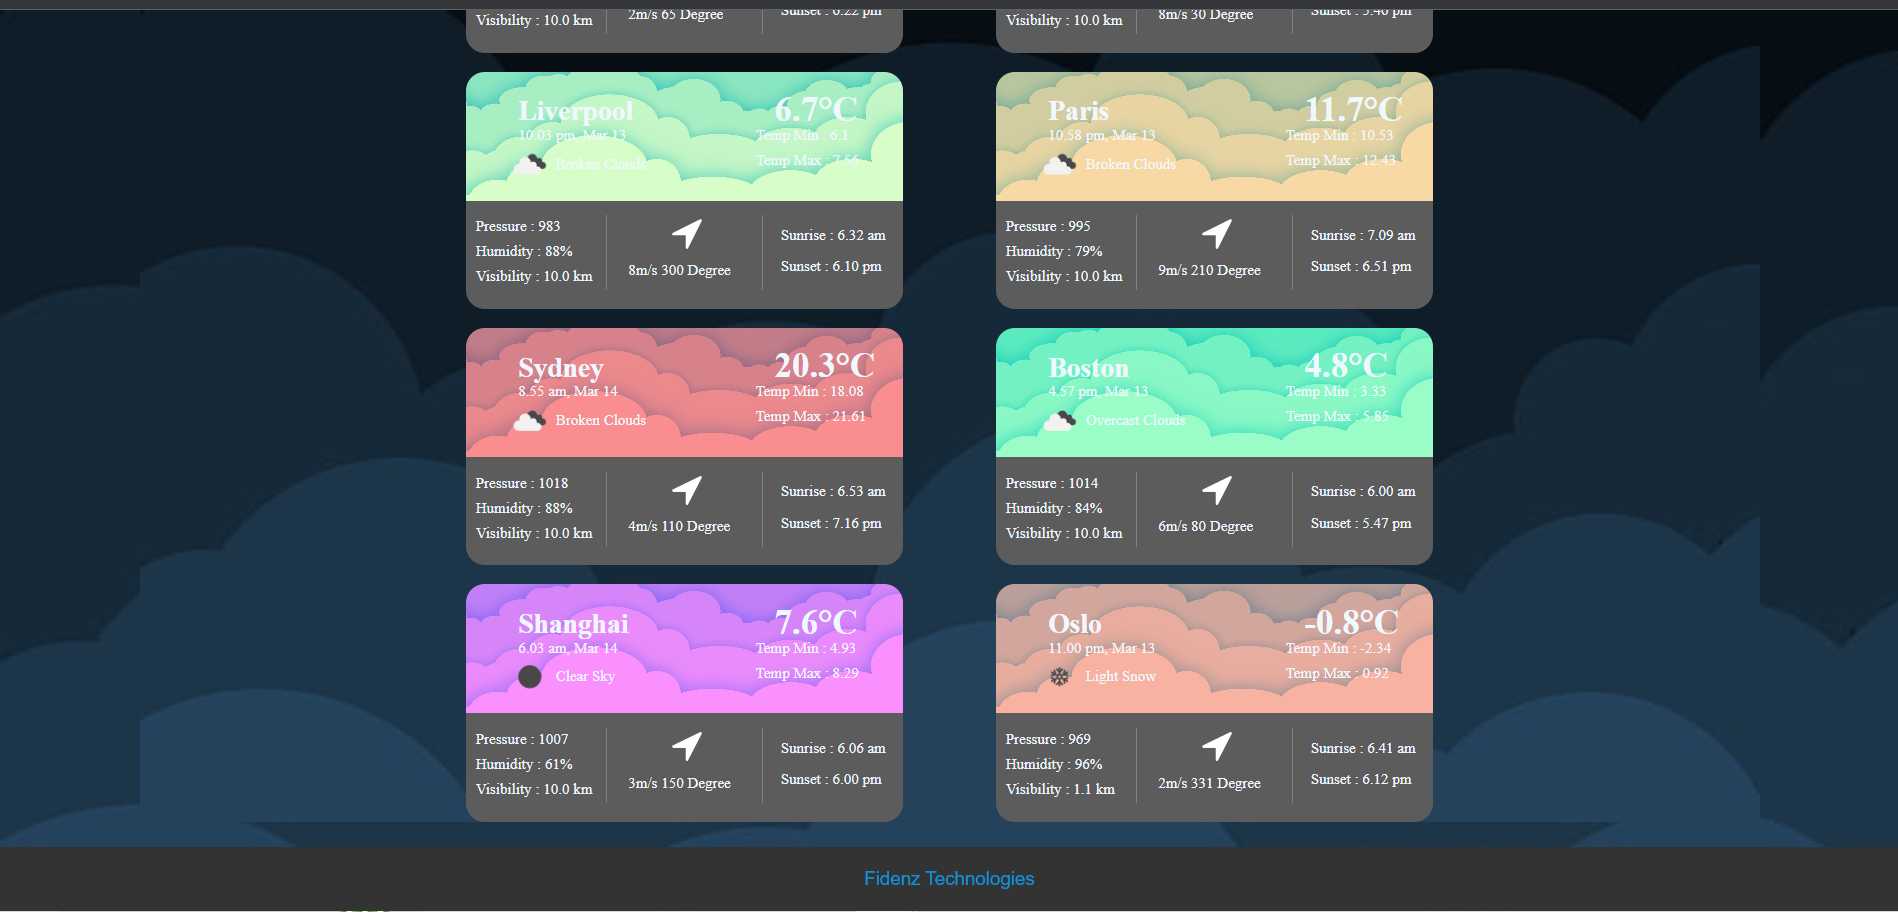 Visibility : 10.0 km
2m/s 65 Degree
Sunset : 6.22 pm
Visibility : 10.0 km
8m/s 30 Degree
Sunset : 5.46 pm
Liverpool
6.7°C
10.03 pm, Mar 13
Temp Min : 6.1
Broken Clouds
Temp Max : 7.56
Pressure : 983
Humidity : 88%
Visibility : 10.0 km
8m/s 300 Degree
Sunrise : 6.32 am
Sunset : 6.10 pm
Paris
11.7°C
10.58 pm, Mar 13
Temp Min : 10.53
Broken Clouds
Temp Max : 12.43
Pressure : 995
Humidity : 79%
Visibility : 10.0 km
9m/s 210 Degree
Sunrise : 7.09 am
Sunset : 6.51 pm
Sydney
20.3°C
8.55 am, Mar 14
Temp Min : 18.08
Broken Clouds
Temp Max : 21.61
Pressure : 1018
Humidity : 88%
Visibility : 10.0 km
4m/s 110 Degree
Sunrise : 6.53 am
Sunset : 7.16 pm
Boston
4.8°C
4.57 pm, Mar 13
Temp Min : 3.33
Overcast Clouds
Temp Max : 5.85
Pressure : 1014
Humidity : 84%
Visibility : 10.0 km
6m/s 80 Degree
Sunrise : 6.00 am
Sunset : 5.47 pm
Shanghai
7.6°C
6.03 am, Mar 14
Temp Min : 4.93
Clear Sky
Temp Max : 8.29
Pressure : 1007
Humidity : 61%
Visibility : 10.0 km
3m/s 150 Degree
Sunrise : 6.06 am
Sunset : 6.00 pm
Oslo
-0.8°C
11.00 pm, Mar 13
Temp Min : -2.34
Light Snow
Temp Max : 0.92
Pressure : 969
Humidity : 96%
Visibility : 1.1 km
2m/s 331 Degree
Sunrise : 6.41 am
Sunset : 6.12 pm
Fidenz Technologies